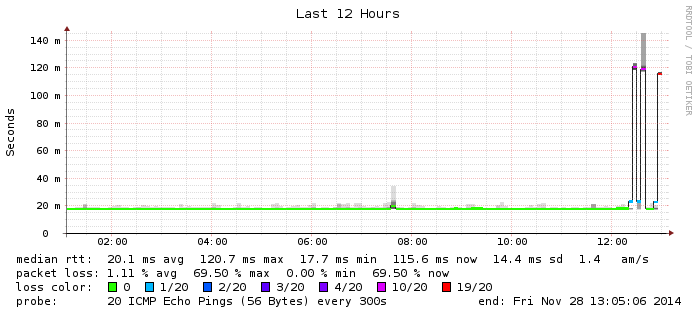 Last 12 Hours
RRDTOOL / TOBI OETIKER
Seconds
140 m
120 m
100 m
80 m
60 m
40 m
20 m
0
02:00 04:00 06:00 08:00 10:00 12:00
median rtt: 20.1 ms avg 120.7 ms max 17.7 ms min 115.6 ms now 14.4 ms sd 1.4 am/s
packet loss: 1.11 % avg 69.50 % max 0.00 % min 69.50 % now
loss color: 0 1/20 2/20 3/20 4/20 10/20 19/20
probe: 20 ICMP Echo Pings (56 Bytes) every 300s end: Fri Nov 28 13:05:06 2014